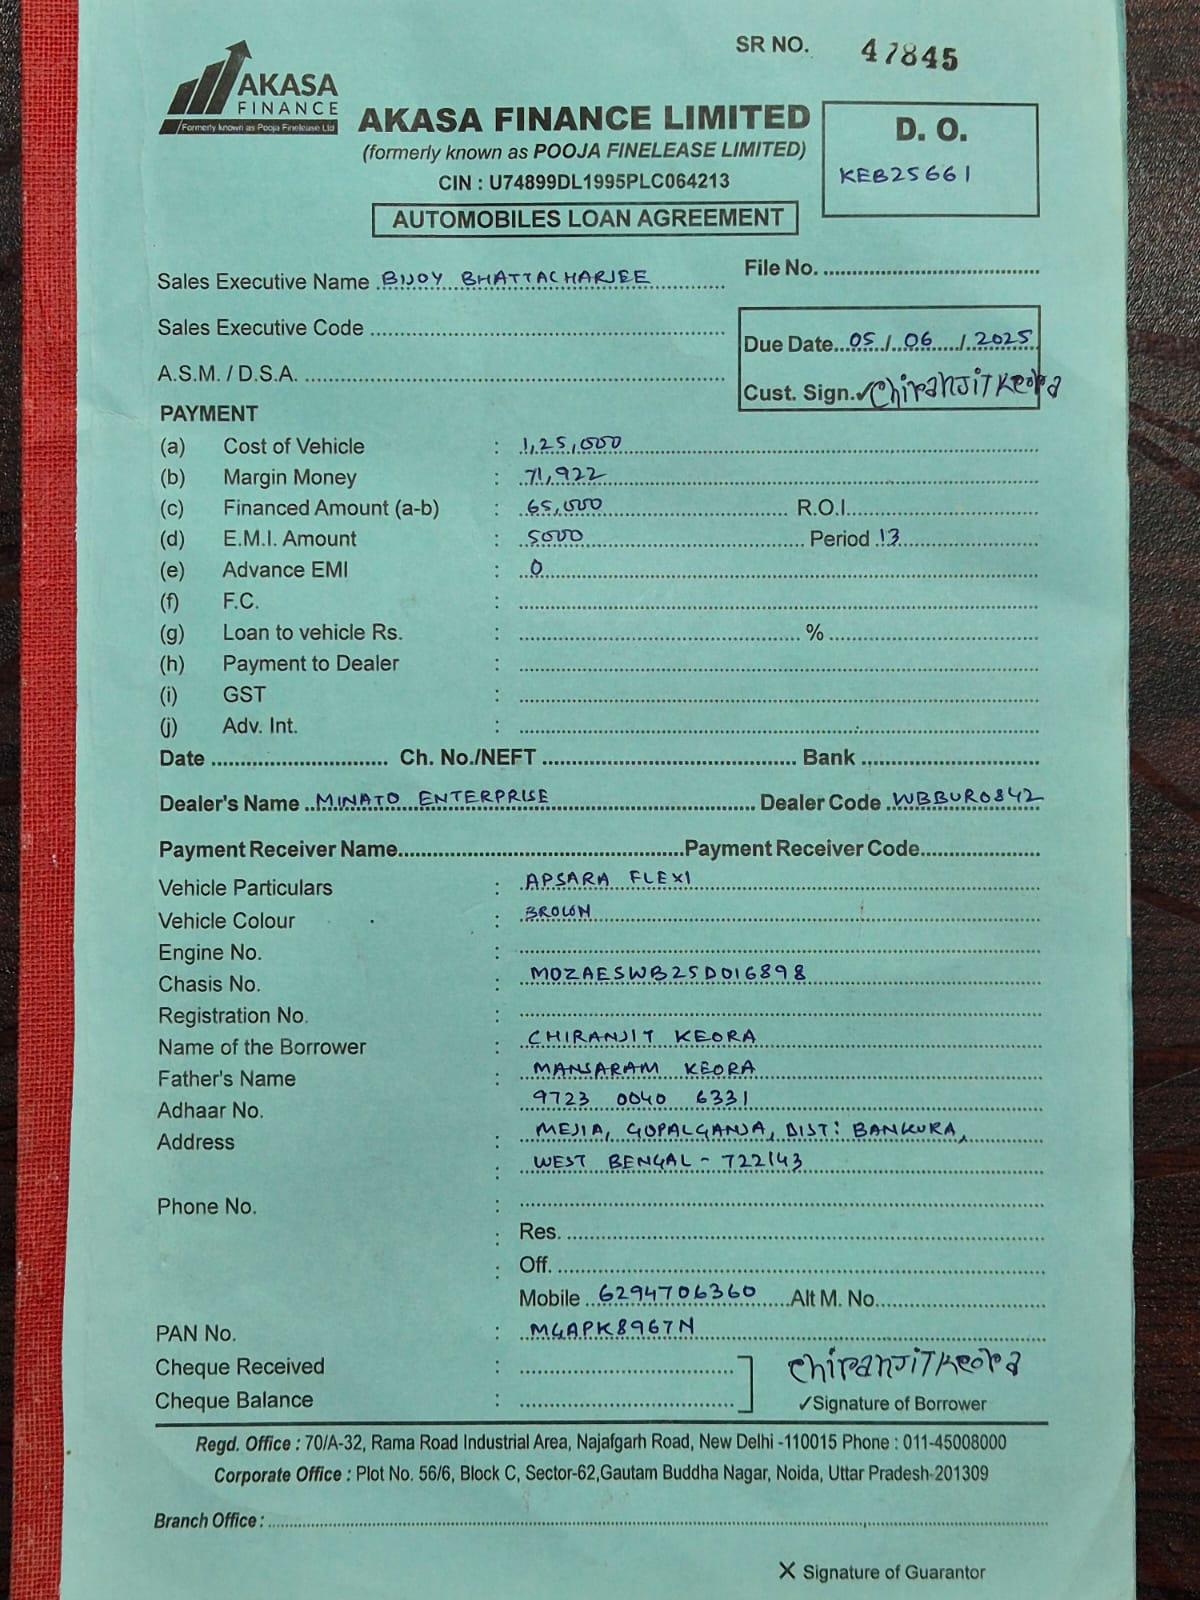 SR NO. 47845
AKASA
FINANCE
Formerly known as Pooja Finelease Ltd
AKASA FINANCE LIMITED
(formerly known as POOJA FINELEASE LIMITED)
CIN : U74899DL1995PLC064213
AUTOMOBILES LOAN AGREEMENT
D. O.
KEB25661
Sales Executive Name BIJOY BHATTACHARJEE
File No.
Sales Executive Code
Due Date 05/06/2025
A.S.M. / D.S.A.
Cust. Sign. ✓Chiranjit Keora
PAYMENT
(a) Cost of Vehicle : 1,25,000
(b) Margin Money : 71,922
(c) Financed Amount (a-b) : 65,000 R.O.I.
(d) E.M.I. Amount : 5000 Period 13
(e) Advance EMI : 0
(f) F.C. :
(g) Loan to vehicle Rs. : %
(h) Payment to Dealer :
(i) GST :
(j) Adv. Int. :
Date Ch. No./NEFT Bank
Dealer's Name MINATO ENTERPRISE Dealer Code WBBUR0842
Payment Receiver Name Payment Receiver Code
Vehicle Particulars : APSARA FLEXI
Vehicle Colour : BROWN
Engine No. :
Chasis No. : MOZAESWB25D016898
Registration No. :
Name of the Borrower : CHIRANJIT KEORA
Father's Name : MANSARAM KEORA
Adhaar No. 9723 0040 6331
Address : MEJIA, GOPALGANJA, DIST: BANKURA,
: WEST BENGAL - 722143
Phone No. :
: Res.
: Off.
Mobile 6294706360 Alt M. No.
PAN No. : MGAPK8967N
Cheque Received :
Chiranjit Keora
Cheque Balance :
✓Signature of Borrower
Regd. Office : 70/A-32, Rama Road Industrial Area, Najafgarh Road, New Delhi -110015 Phone : 011-45008000
Corporate Office : Plot No. 56/6, Block C, Sector-62,Gautam Buddha Nagar, Noida, Uttar Pradesh-201309
Branch Office :
X Signature of Guarantor